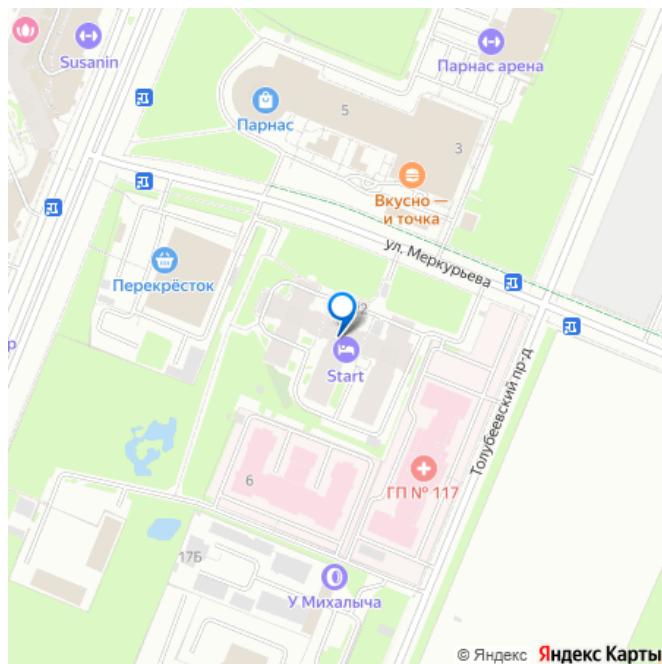 Susanin
Парнас арена
5
Парнас
3
Вкусно —
и точка
ул. Меркурьева
Перекрёсток
2
р
Start
Толубеевский пр-д
6
ГП № 117
17Б
У Михалыча
© Яндекс Яндекс Карты